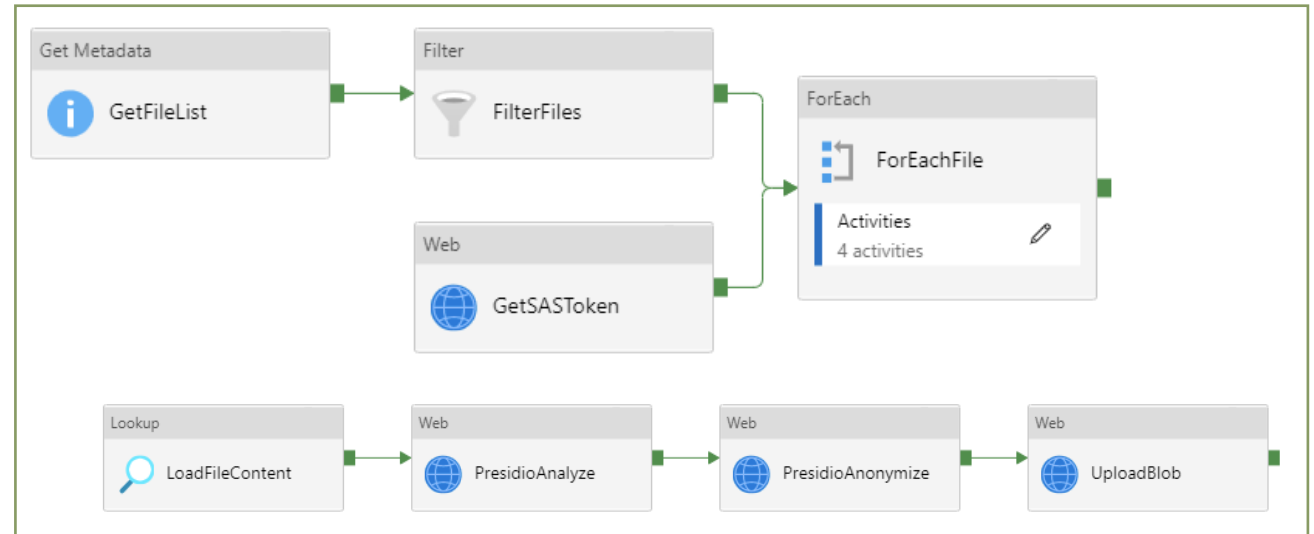 Get Metadata
GetFileList
Filter
FilterFiles
Web
GetSASToken
ForEach
ForEachFile
Activities
4 activities
Lookup
LoadFileContent
Web
PresidioAnalyze
Web
PresidioAnonymize
Web
UploadBlob